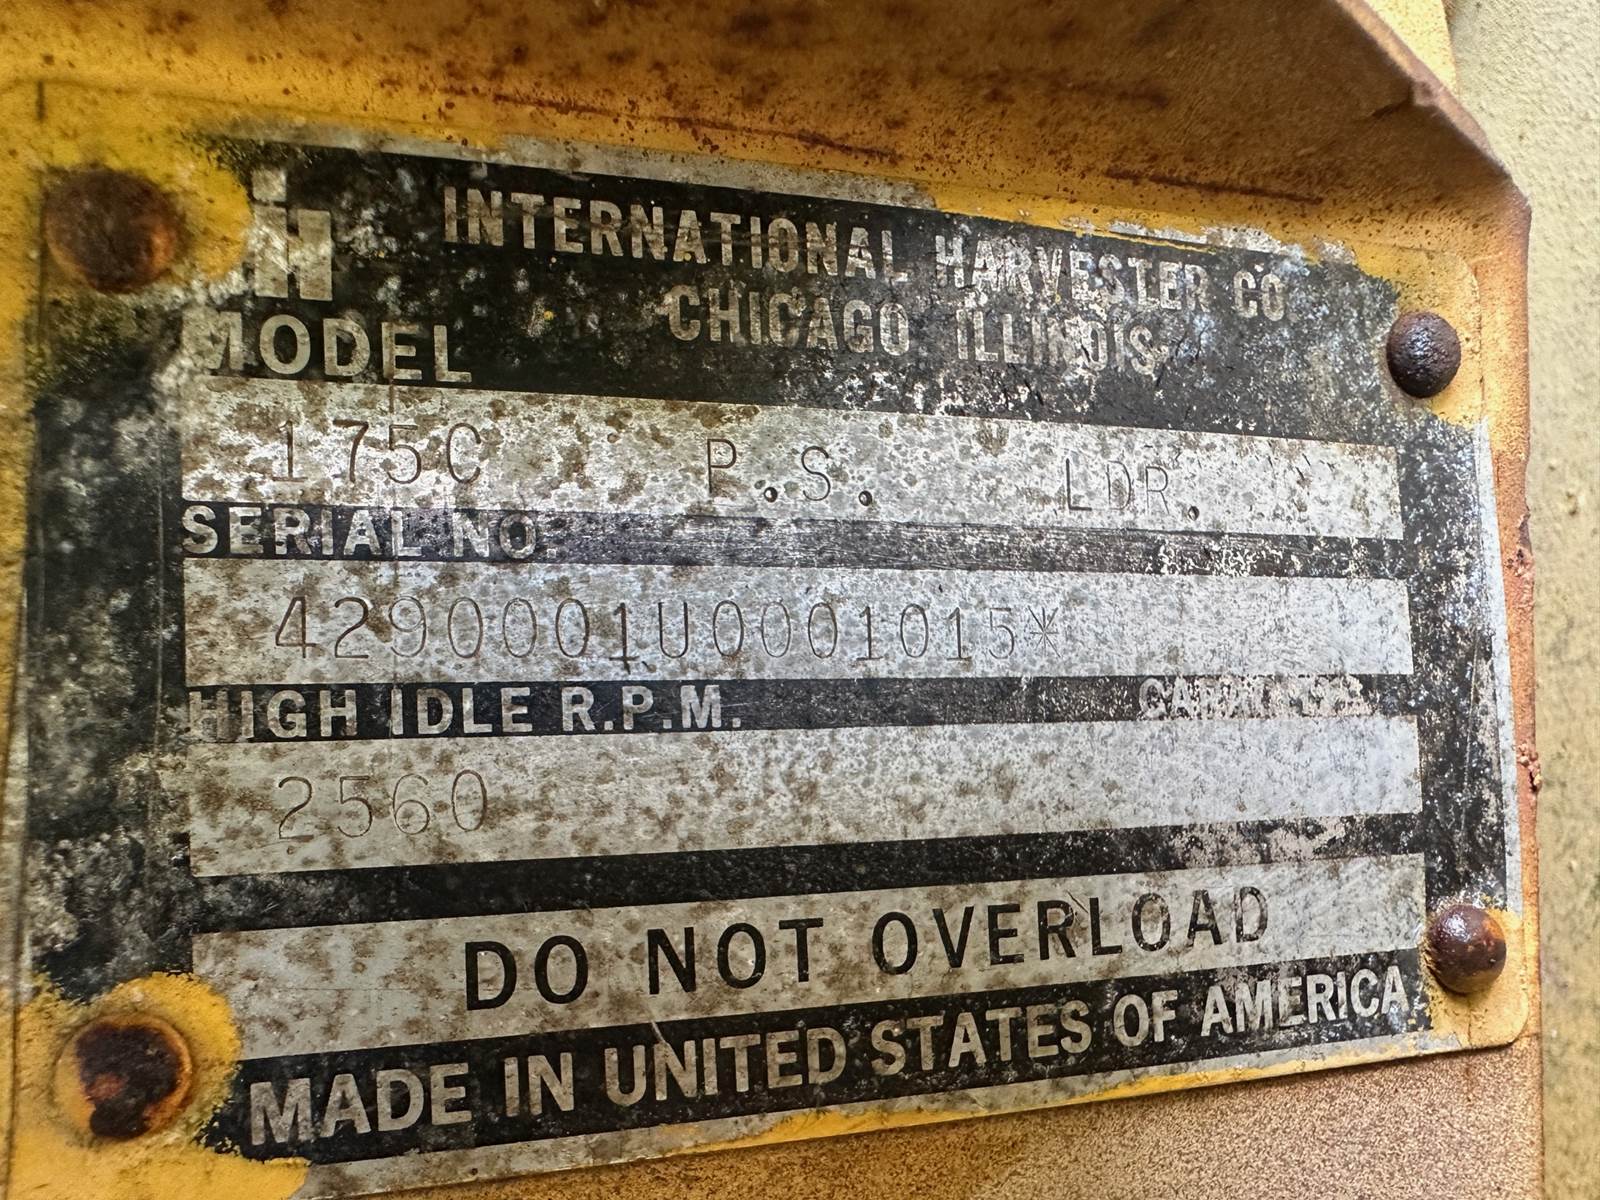 IH INTERNATIONAL HARVESTER CO
CHICAGO ILLINOIS
MODEL
175C P.S. LDR.
SERIAL NO.
4290001U0001015*
HIGH IDLE R.P.M.
2560
DO NOT OVERLOAD
MADE IN UNITED STATES OF AMERICA